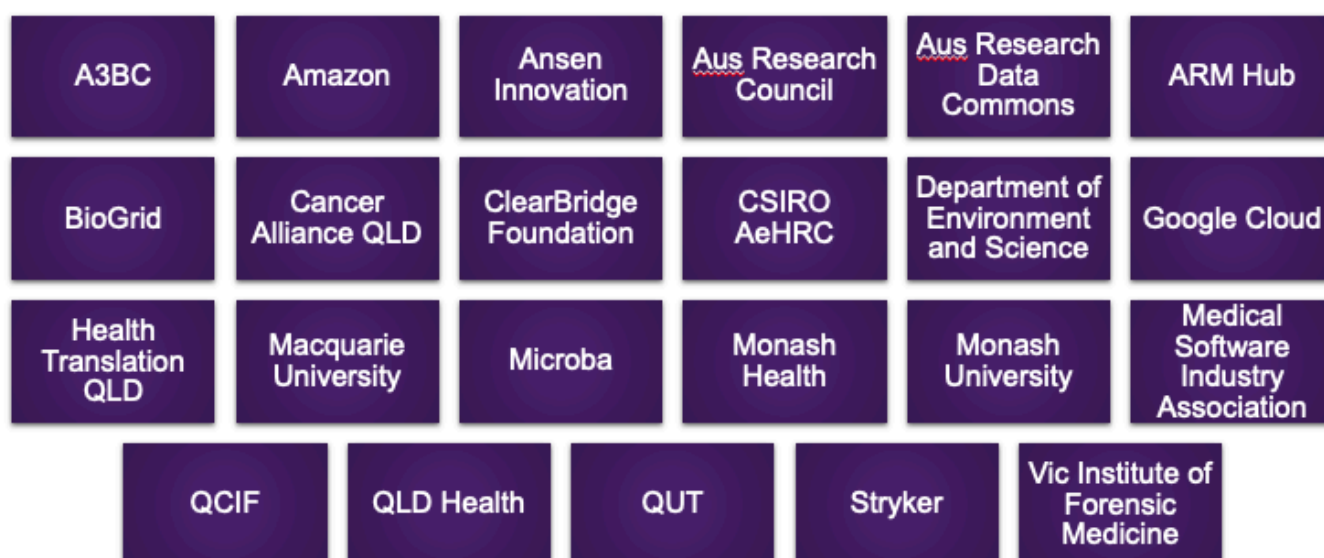 A3BC
Amazon
Ansen
Innovation
Aus Research
Council
Aus Research
Data
Commons
ARM Hub
BioGrid
Cancer
Alliance QLD
ClearBridge
Foundation
CSIRO
AeHRC
Department of
Environment
and Science
Google Cloud
Health
Translation
QLD
Macquarie
University
Microba
Monash
Health
Monash
University
Medical
Software
Industry
Association
QCIF
QLD Health
QUT
Stryker
Vic Institute of
Forensic
Medicine